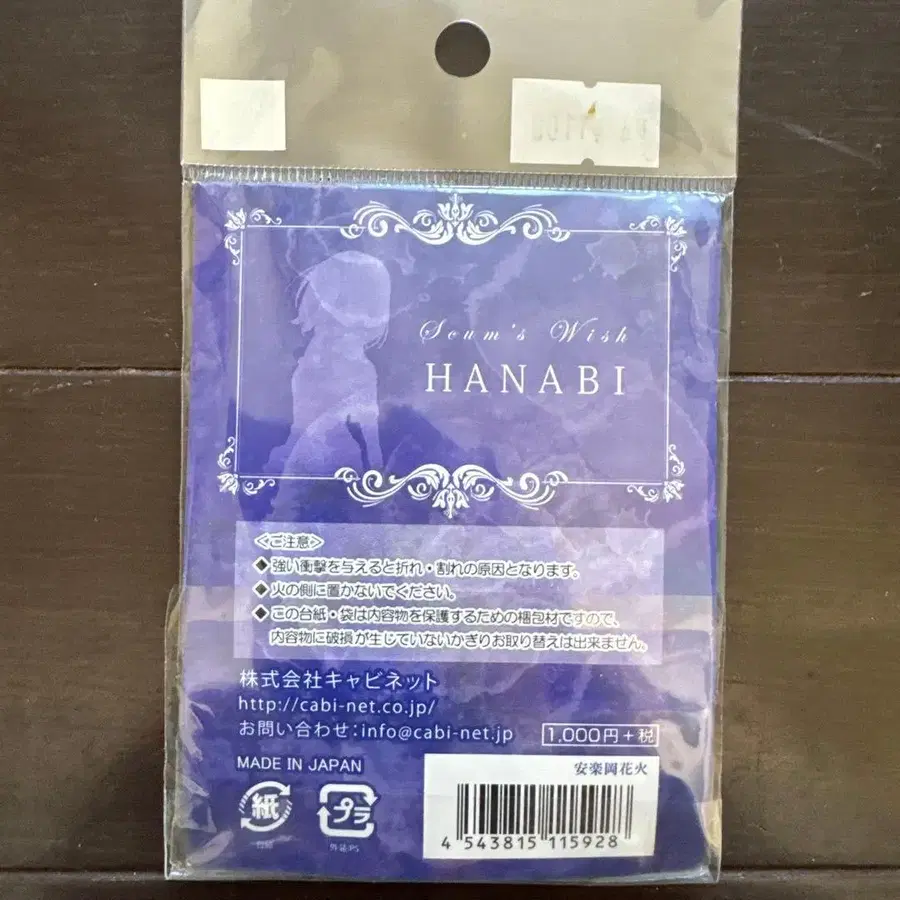 Scum's Wish
HANABI
≪ご注意≫
◆強い衝撃を与えると折れ・割れの原因となります。
◆火の側に置かないでください。
◆この台紙・袋は内容物を保護するための梱包材ですので、
内容物に破損が生じていないかぎりお取り替えは出来ません。
株式会社キャビネット
http://cabi-net.co.jp/
お問い合わせ:info@cabi-net.jp
1,000円+税
MADE IN JAPAN
安楽岡花火
紙
プラ
4 543815 115928